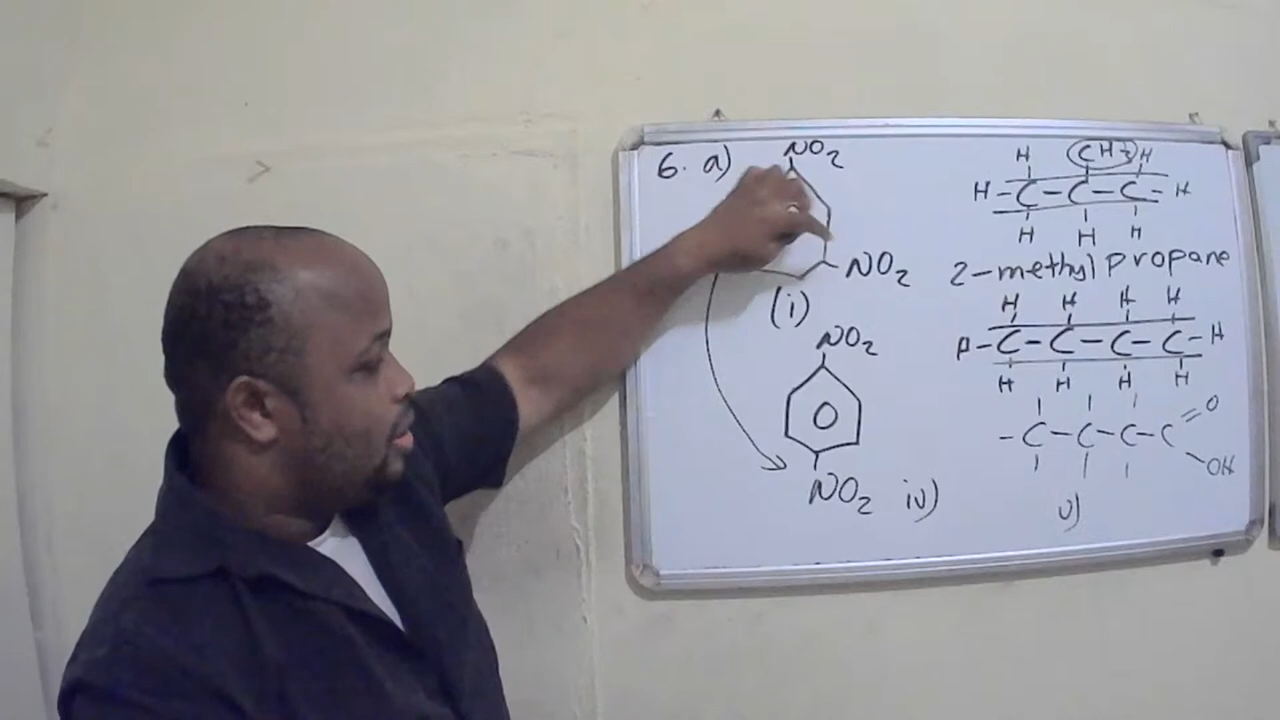 6. a)
NO2
NO2
(i)
NO2
O
NO2 iv)
H CH3 H
H-C-C-C-H
H H H
2-methyl propane
H H H H
H-C-C-C-C-H
H H H H
-C-C-C-C=O
OH
v)